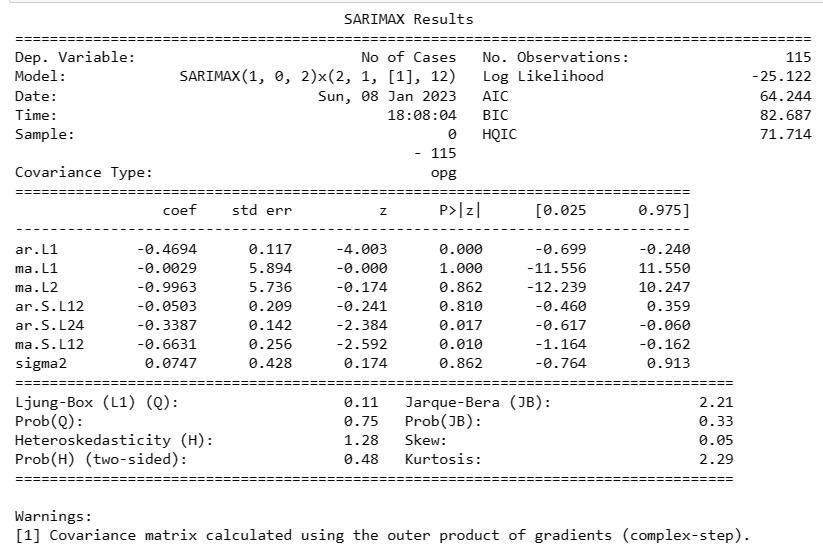 SARIMAX Results
==============================================================================================
Dep. Variable: No of Cases No. Observations: 115
Model: SARIMAX(1, 0, 2)x(2, 1, [1], 12) Log Likelihood -25.122
Date: Sun, 08 Jan 2023 AIC 64.244
Time: 18:08:04 BIC 82.687
Sample: 0 HQIC 71.714
- 115
Covariance Type: opg
==============================================================================
coef std err z P>|z| [0.025 0.975]
------------------------------------------------------------------------------
ar.L1 -0.4694 0.117 -4.003 0.000 -0.699 -0.240
ma.L1 -0.0029 5.894 -0.000 1.000 -11.556 11.550
ma.L2 -0.9963 5.736 -0.174 0.862 -12.239 10.247
ar.S.L12 -0.0503 0.209 -0.241 0.810 -0.460 0.359
ar.S.L24 -0.3387 0.142 -2.384 0.017 -0.617 -0.060
ma.S.L12 -0.6631 0.256 -2.592 0.010 -1.164 -0.162
sigma2 0.0747 0.428 0.174 0.862 -0.764 0.913
===================================================================================
Ljung-Box (L1) (Q): 0.11 Jarque-Bera (JB): 2.21
Prob(Q): 0.75 Prob(JB): 0.33
Heteroskedasticity (H): 1.28 Skew: 0.05
Prob(H) (two-sided): 0.48 Kurtosis: 2.29
===================================================================================
Warnings:
[1] Covariance matrix calculated using the outer product of gradients (complex-step).